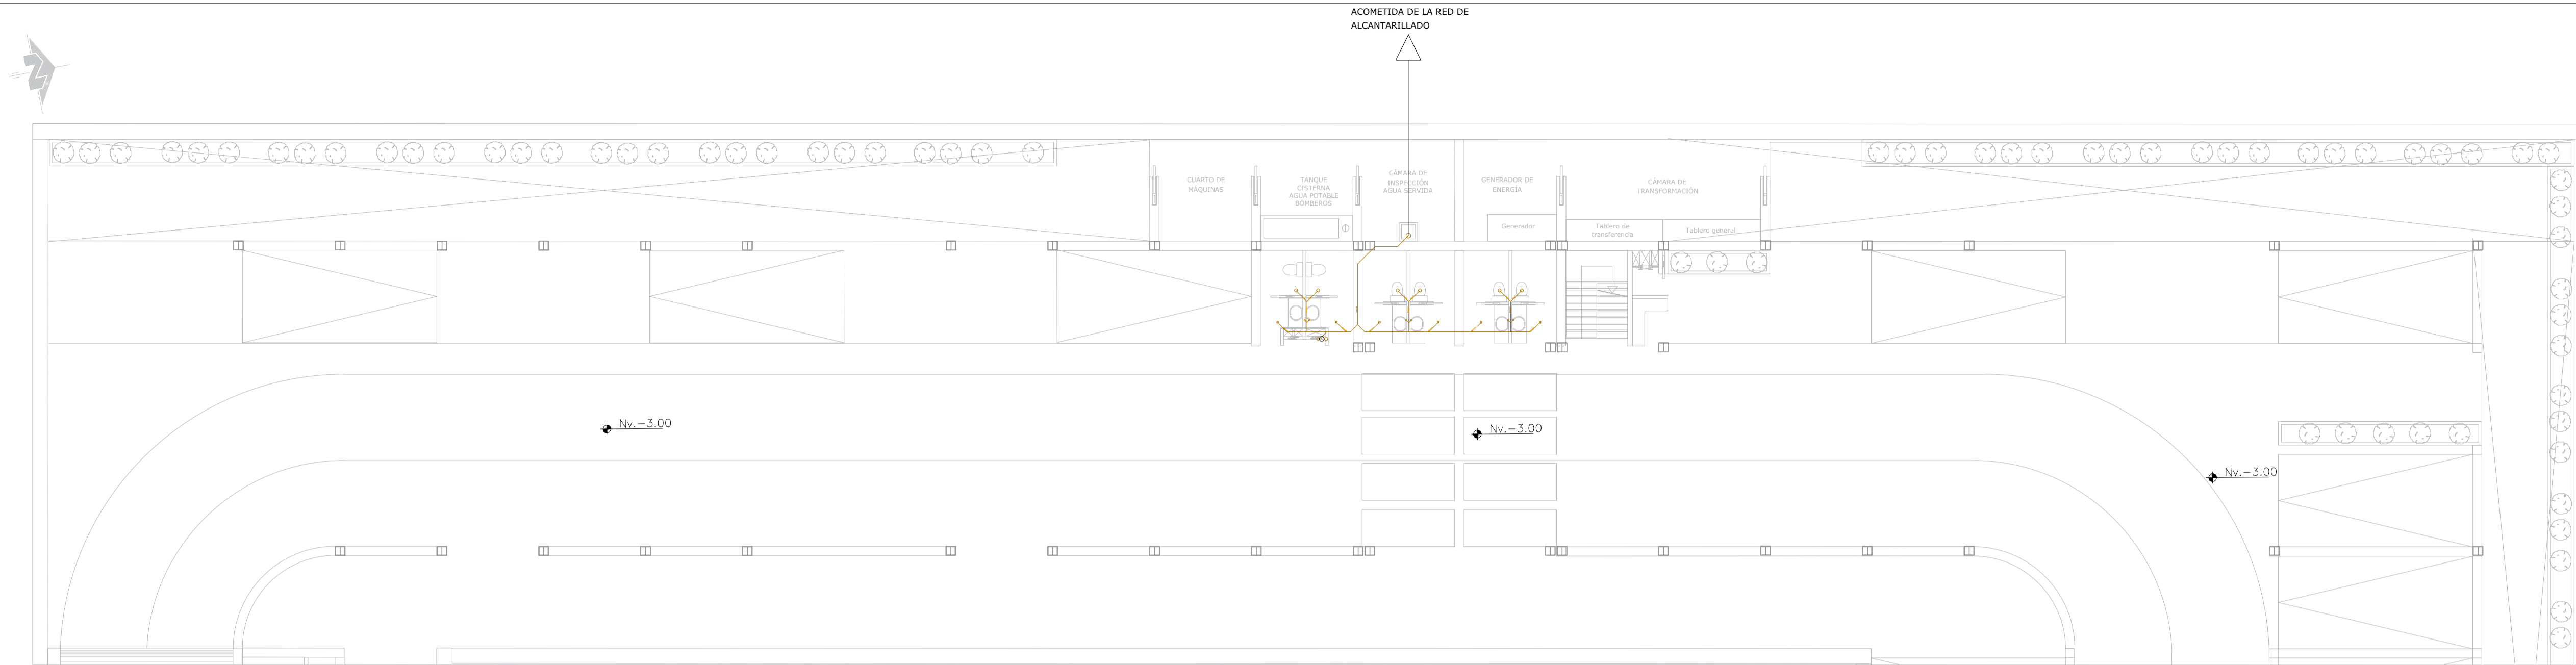 ACOMETIDA DE LA RED DE
ALCANTARILLADO
CUARTO DE
MÁQUINAS
TANQUE
CISTERNA
AGUA POTABLE
BOMBEROS
CÁMARA DE
INSPECCIÓN
AGUA SERVIDA
GENERADOR DE
ENERGÍA
CÁMARA DE
TRANSFORMACIÓN
Generador
Tablero de
transferencia
Tablero general
Nv.-3.00
Nv.-3.00
Nv.-3.00